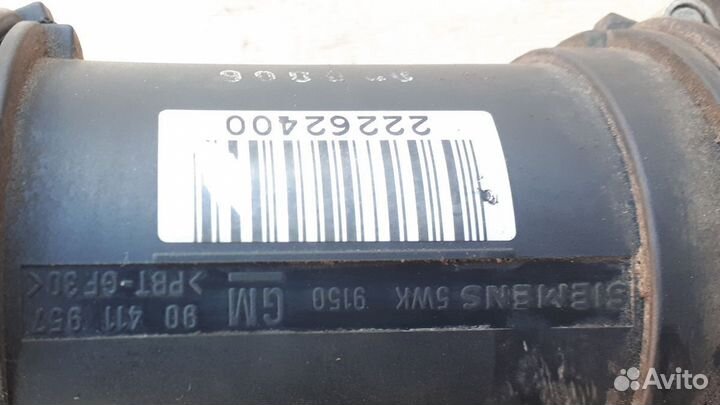 SIEMENS 5WK 9150 GM 90 411 957
>PBT-GF30<
22262400
Avito